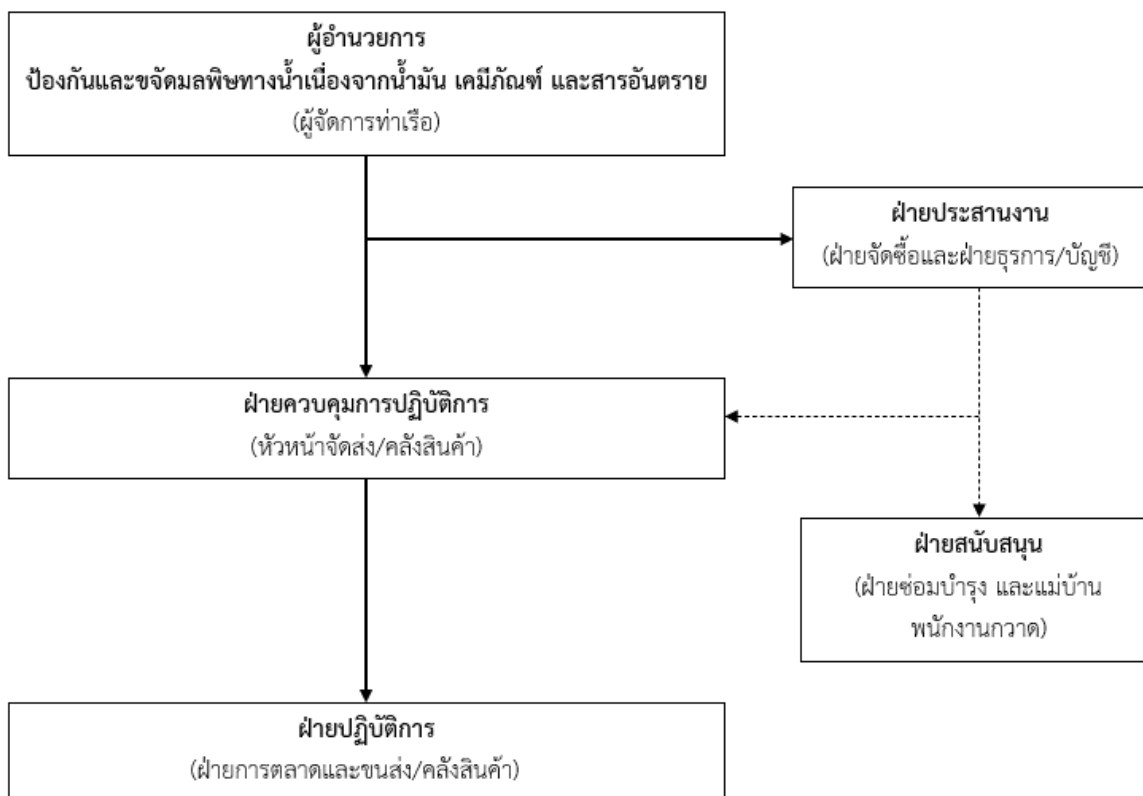 ผู้อำนวยการ
ป้องกันและขจัดมลพิษทางน้ำเนื่องจากน้ำมัน เคมีภัณฑ์ และสารอันตราย
(ผู้จัดการท่าเรือ)
ฝ่ายประสานงาน
(ฝ่ายจัดซื้อและฝ่ายธุรการ/บัญชี)
ฝ่ายควบคุมการปฏิบัติการ
(หัวหน้าจัดส่ง/คลังสินค้า)
ฝ่ายสนับสนุน
(ฝ่ายซ่อมบำรุง และแม่บ้าน
พนักงานกวาด)
ฝ่ายปฏิบัติการ
(ฝ่ายการตลาดและขนส่ง/คลังสินค้า)